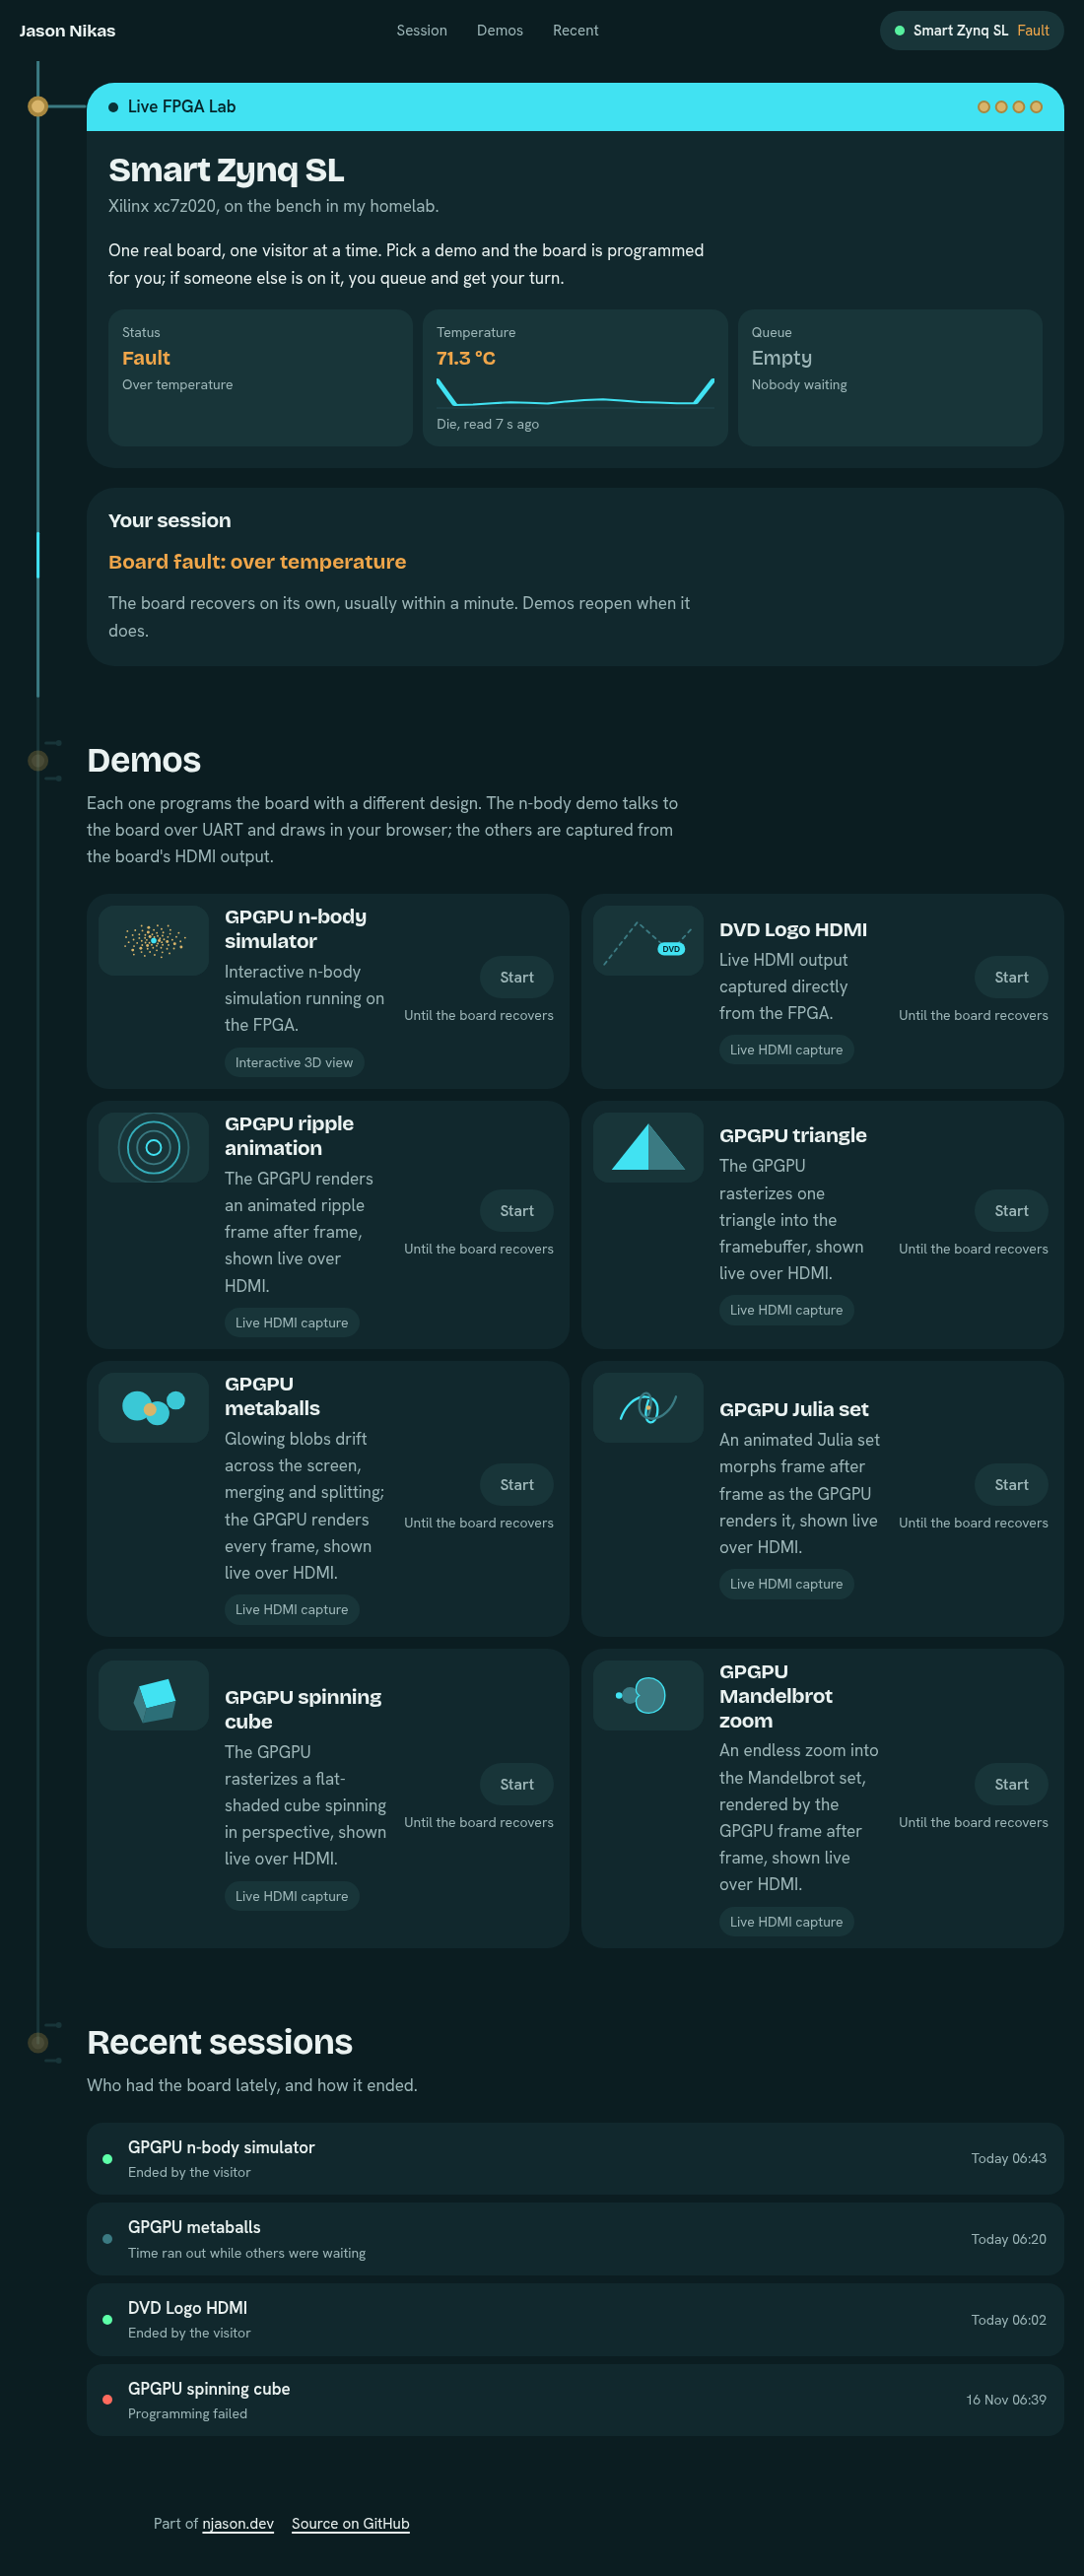 Jason Nikas
Session
Demos
Recent
Smart Zynq SL Fault
Live FPGA Lab
Smart Zynq SL
Xilinx xc7z020, on the bench in my homelab.
One real board, one visitor at a time. Pick a demo and the board is programmed
for you; if someone else is on it, you queue and get your turn.
Status
Fault
Over temperature
Temperature
71.3 °C
Die, read 7 s ago
Queue
Empty
Nobody waiting
Your session
Board fault: over temperature
The board recovers on its own, usually within a minute. Demos reopen when it
does.
Demos
Each one programs the board with a different design. The n-body demo talks to
the board over UART and draws in your browser; the others are captured from
the board's HDMI output.
GPGPU n-body
simulator
Interactive n-body
simulation running on
the FPGA.
Interactive 3D view
Start
Until the board recovers
DVD
DVD Logo HDMI
Live HDMI output
captured directly
from the FPGA.
Live HDMI capture
Start
Until the board recovers
GPGPU ripple
animation
The GPGPU renders
an animated ripple
frame after frame,
shown live over
HDMI.
Live HDMI capture
Start
Until the board recovers
GPGPU triangle
The GPGPU
rasterizes one
triangle into the
framebuffer, shown
live over HDMI.
Live HDMI capture
Start
Until the board recovers
GPGPU
metaballs
Glowing blobs drift
across the screen,
merging and splitting;
the GPGPU renders
every frame, shown
live over HDMI.
Live HDMI capture
Start
Until the board recovers
GPGPU Julia set
An animated Julia set
morphs frame after
frame as the GPGPU
renders it, shown live
over HDMI.
Live HDMI capture
Start
Until the board recovers
GPGPU spinning
cube
The GPGPU
rasterizes a flat-
shaded cube spinning
in perspective, shown
live over HDMI.
Live HDMI capture
Start
Until the board recovers
GPGPU
Mandelbrot
zoom
An endless zoom into
the Mandelbrot set,
rendered by the
GPGPU frame after
frame, shown live
over HDMI.
Live HDMI capture
Start
Until the board recovers
Recent sessions
Who had the board lately, and how it ended.
GPGPU n-body simulator
Ended by the visitor
Today 06:43
GPGPU metaballs
Time ran out while others were waiting
Today 06:20
DVD Logo HDMI
Ended by the visitor
Today 06:02
GPGPU spinning cube
Programming failed
16 Nov 06:39
Part of njason.dev
Source on GitHub